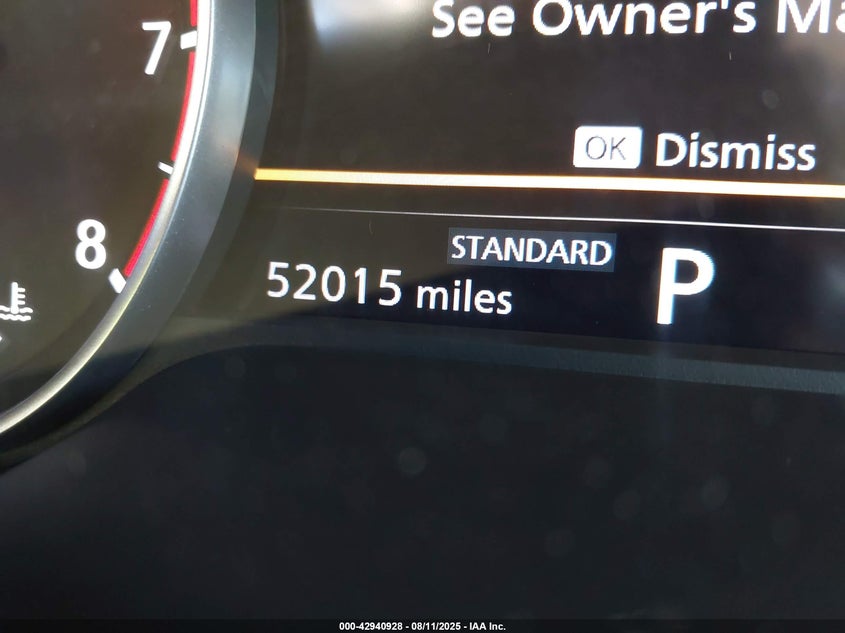 7
See Owner's Ma
OK Dismiss
8
STANDARD
P
52015 miles
000-42940928 - 08/11/2025 - IAA Inc.